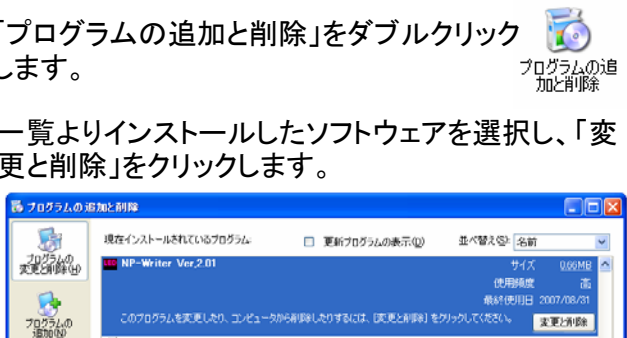 「プログラムの追加と削除」をダブルクリック
します。
プログラムの追
加と削除
一覧よりインストールしたソフトウェアを選択し、「変
更と削除」をクリックします。
プログラムの追加と削除
現在インストールされているプログラム:
更新プログラムの表示(D)
並べ替え(S):
名前
プログラムの
変更と削除(H)
NP-Writer Ver,2.01
サイズ 0.66MB
使用頻度 高
最終使用日 2007/08/31
このプログラムを変更したり、コンピュータから削除したりするには、[変更と削除] をクリックしてください。
変更と削除
プログラムの
追加(N)